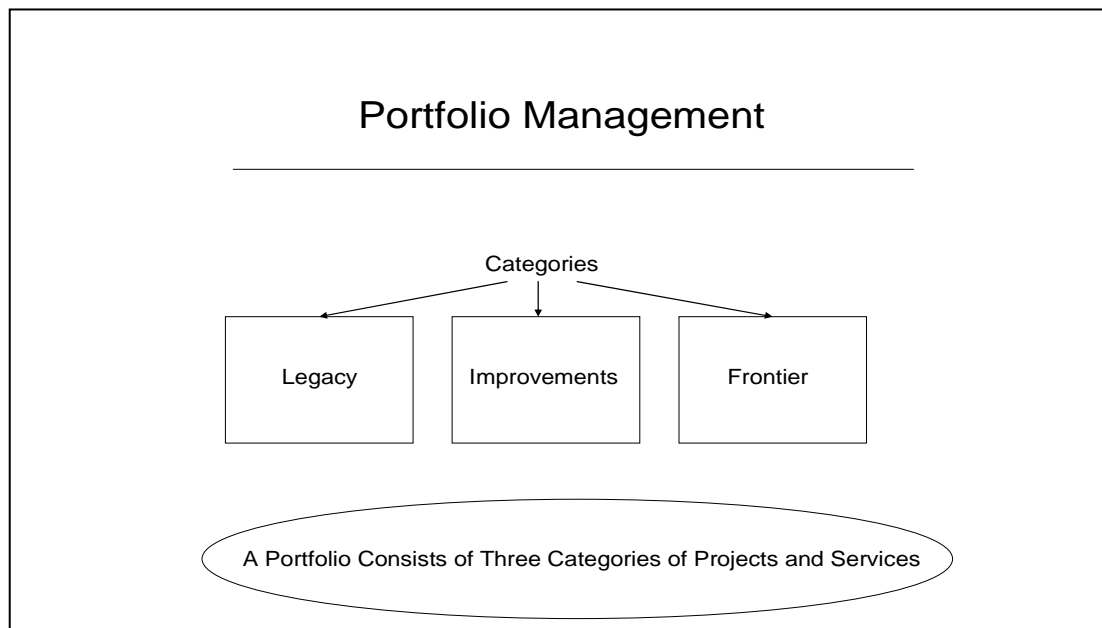 Portfolio Management
Categories
Legacy
Improvements
Frontier
A Portfolio Consists of Three Categories of Projects and Services